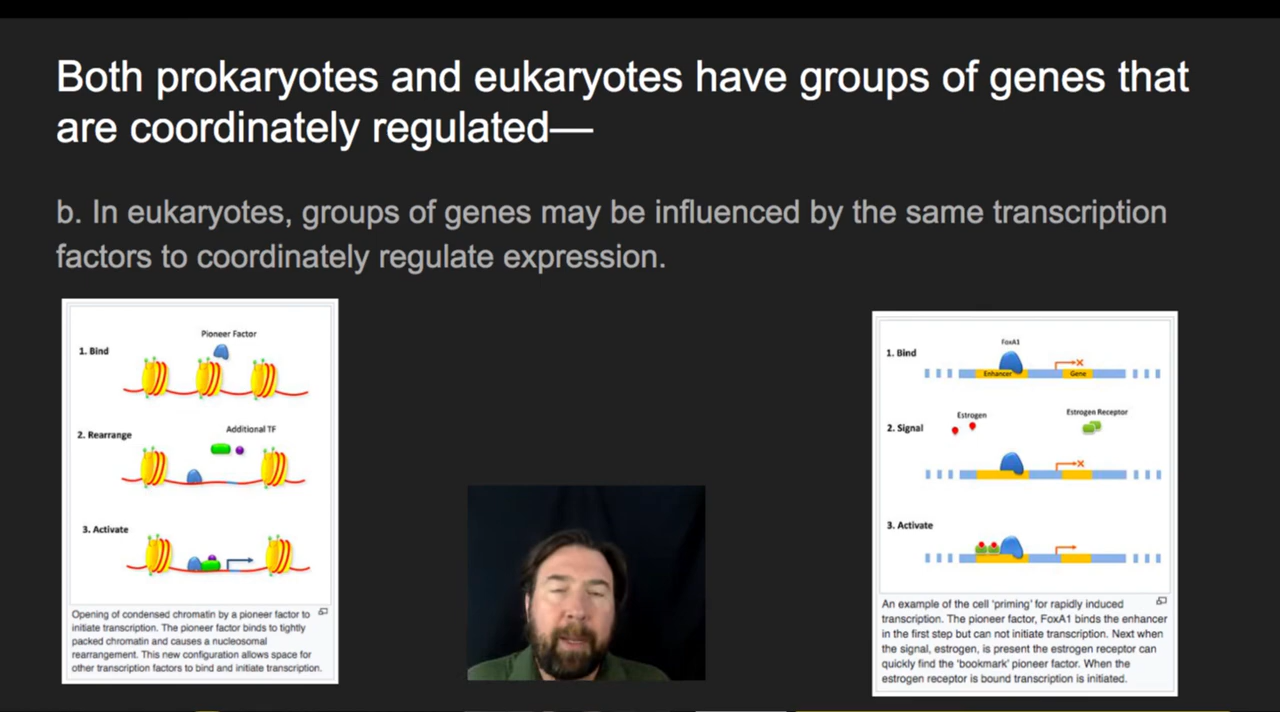 Both prokaryotes and eukaryotes have groups of genes that
are coordinately regulated—
b. In eukaryotes, groups of genes may be influenced by the same transcription
factors to coordinately regulate expression.
Pioneer Factor
1. Bind
Additional TF
2. Rearrange
3. Activate
Opening of condensed chromatin by a pioneer factor to
initiate transcription. The pioneer factor binds to tightly
packed chromatin and causes a nucleosomal
rearrangement. This new configuration allows space for
other transcription factors to bind and initiate transcription.
FoxA1
1. Bind
Enhancer
Gene
Estrogen
Estrogen Receptor
2. Signal
3. Activate
An example of the cell 'priming' for rapidly induced
transcription. The pioneer factor, FoxA1 binds the enhancer
in the first step but can not initiate transcription. Next when
the signal, estrogen, is present the estrogen receptor can
quickly find the 'bookmark' pioneer factor. When the
estrogen receptor is bound transcription is initiated.